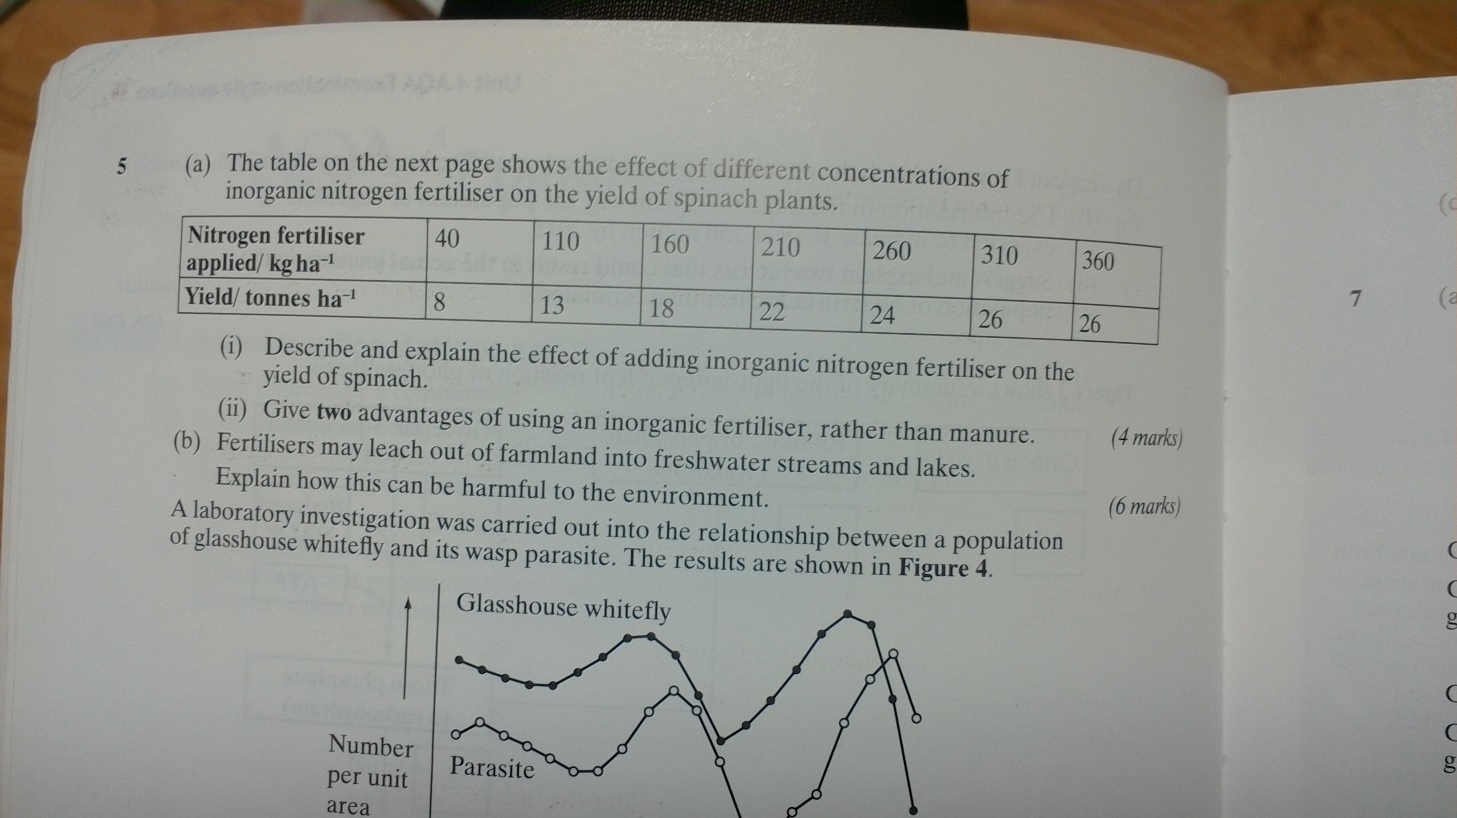 5 (a) The table on the next page shows the effect of different concentrations of
inorganic nitrogen fertiliser on the yield of spinach plants.
Nitrogen fertiliser 40 110 160 210 260 310 360
applied/ kg ha⁻¹
Yield/ tonnes ha⁻¹ 8 13 18 22 24 26 26
(i) Describe and explain the effect of adding inorganic nitrogen fertiliser on the
yield of spinach.
(ii) Give two advantages of using an inorganic fertiliser, rather than manure. (4 marks)
(b) Fertilisers may leach out of farmland into freshwater streams and lakes.
Explain how this can be harmful to the environment. (6 marks)
A laboratory investigation was carried out into the relationship between a population
of glasshouse whitefly and its wasp parasite. The results are shown in Figure 4.
Glasshouse whitefly
Number
per unit
area
Parasite
7